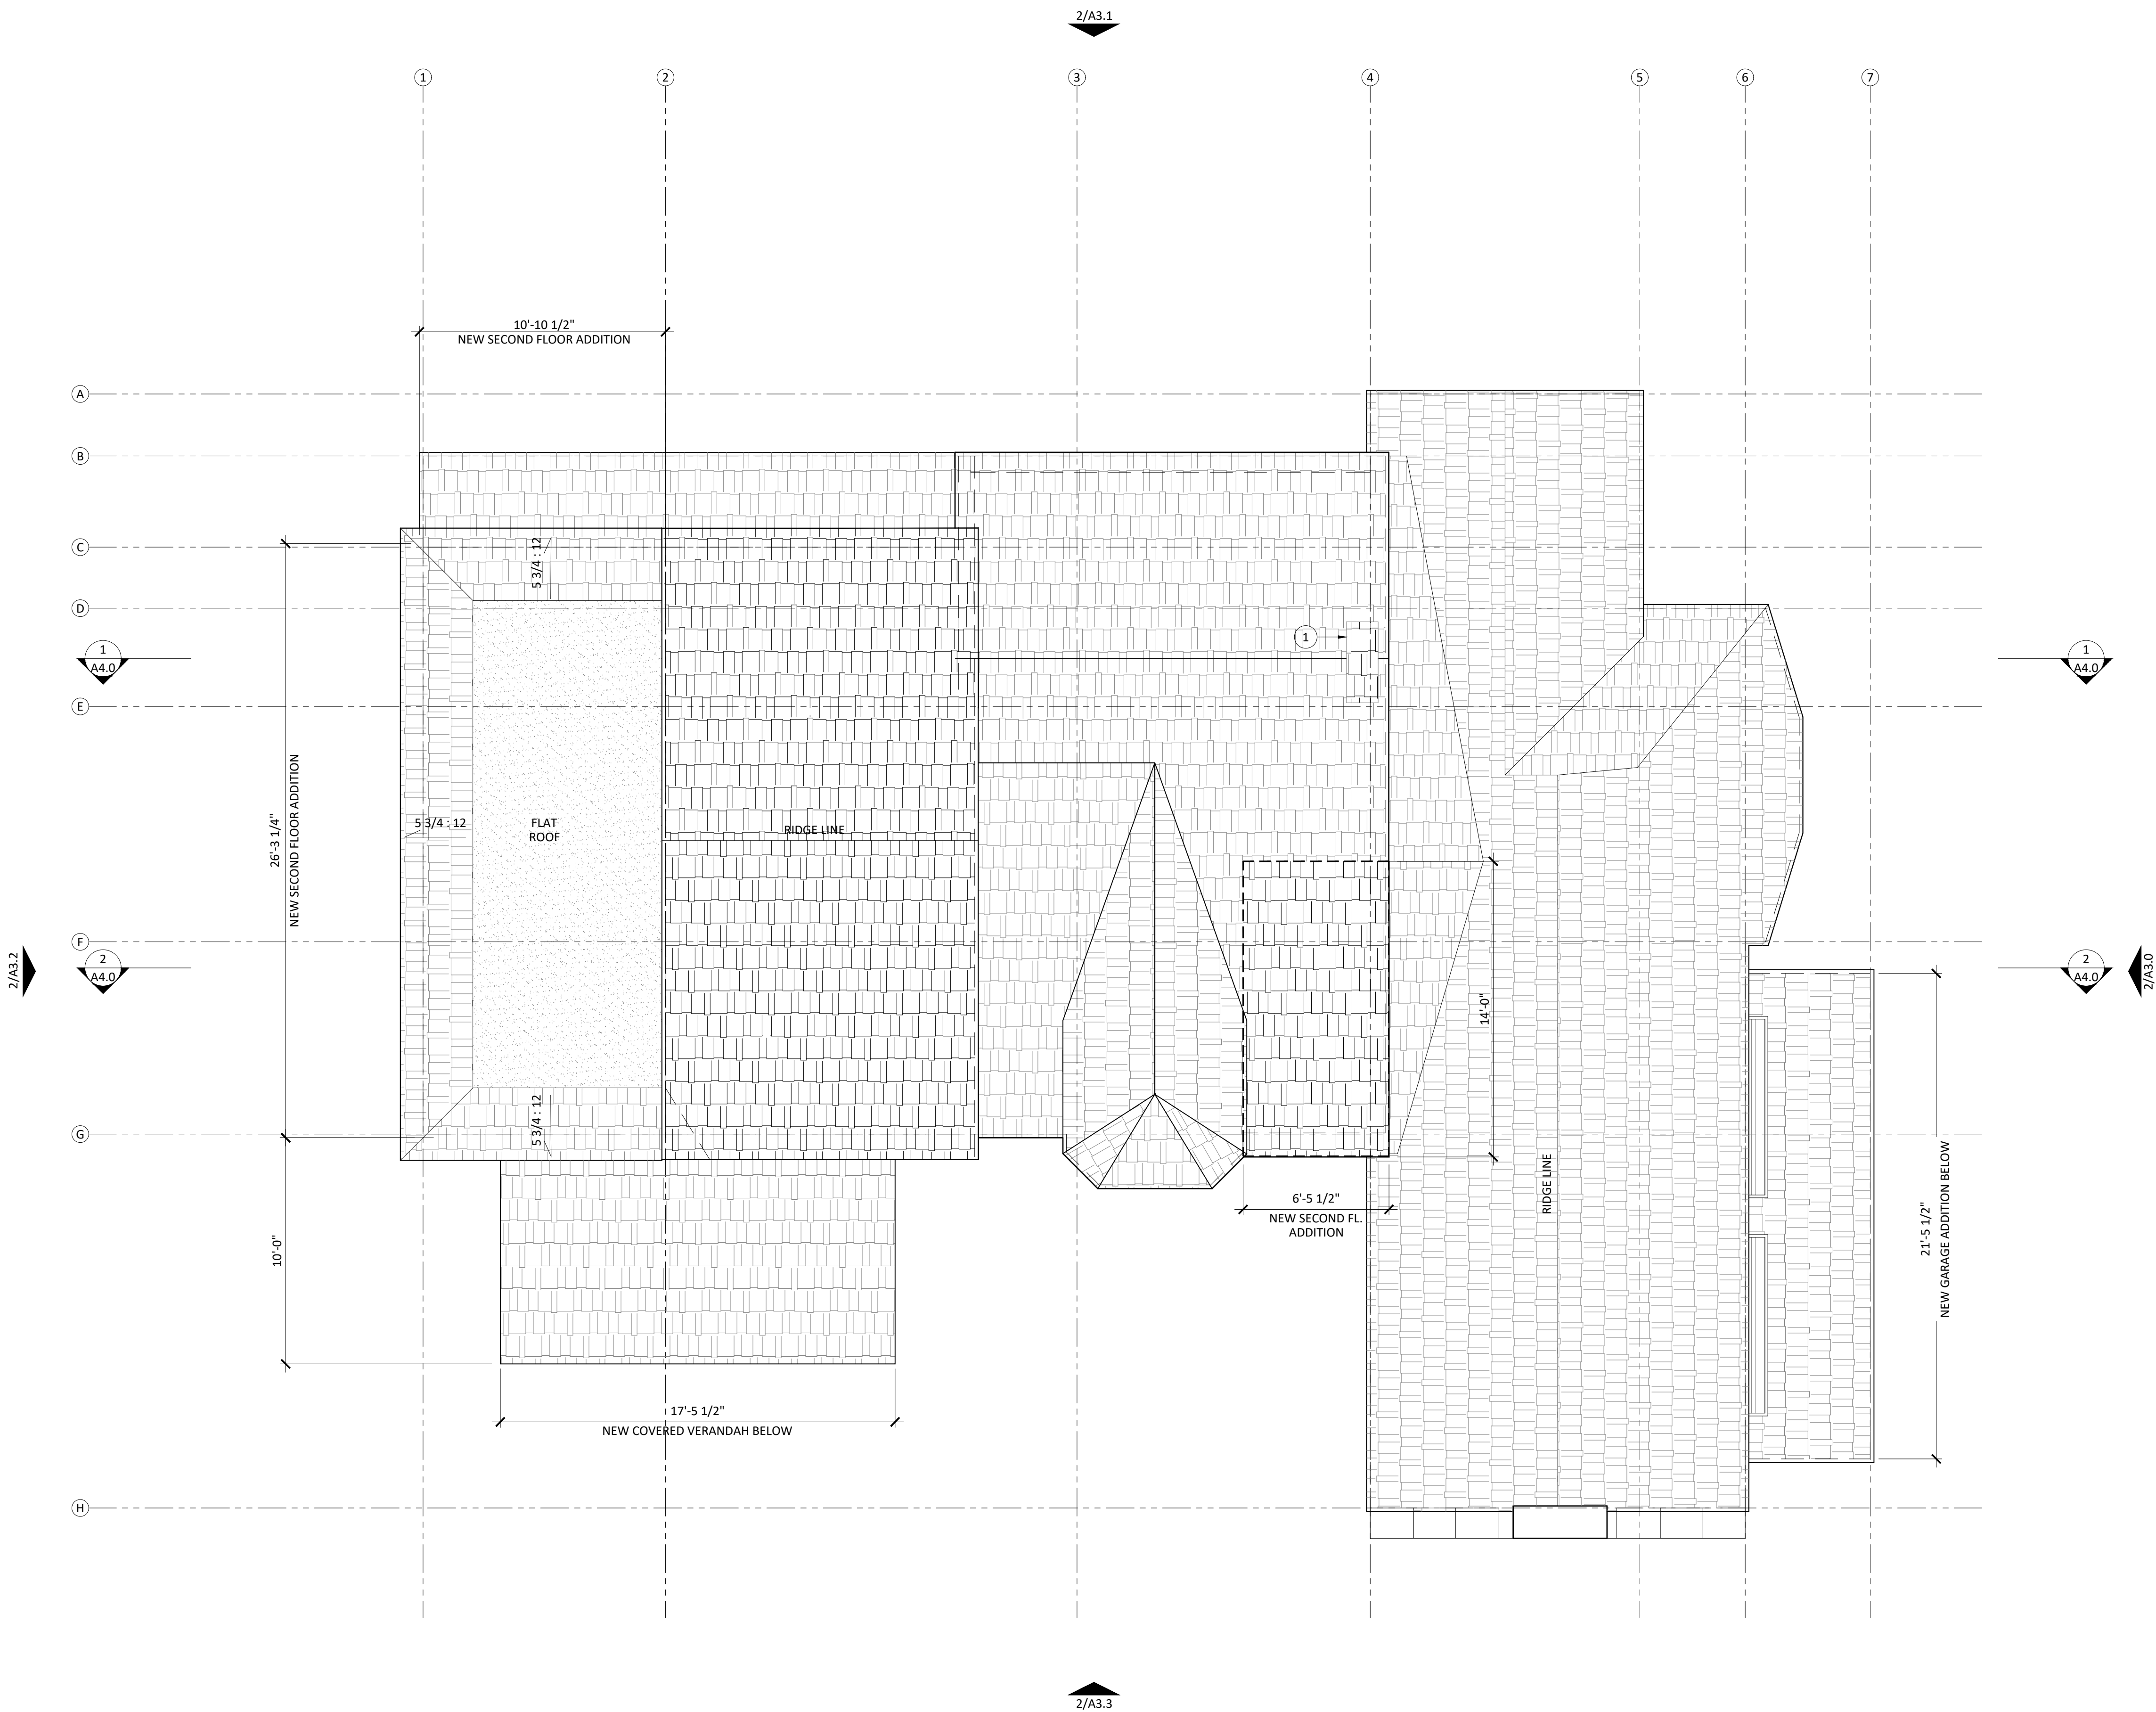 2/A3.1
1
2
3
4
5
6
7
10'-10 1/2"
NEW SECOND FLOOR ADDITION
A
B
C
5 3/4 : 12
D
1
1
A4.0
1
A4.0
E
26'-3 1/4"
NEW SECOND FLOOR ADDITION
5 3/4 : 12
FLAT
ROOF
RIDGE LINE
F
2/A3.2
2
A4.0
2
A4.0
2/A3.0
14'-0"
5 3/4 : 12
G
RIDGE LINE
6'-5 1/2"
NEW SECOND FL.
ADDITION
21'-5 1/2"
NEW GARAGE ADDITION BELOW
10'-0"
17'-5 1/2"
NEW COVERED VERANDAH BELOW
H
2/A3.3